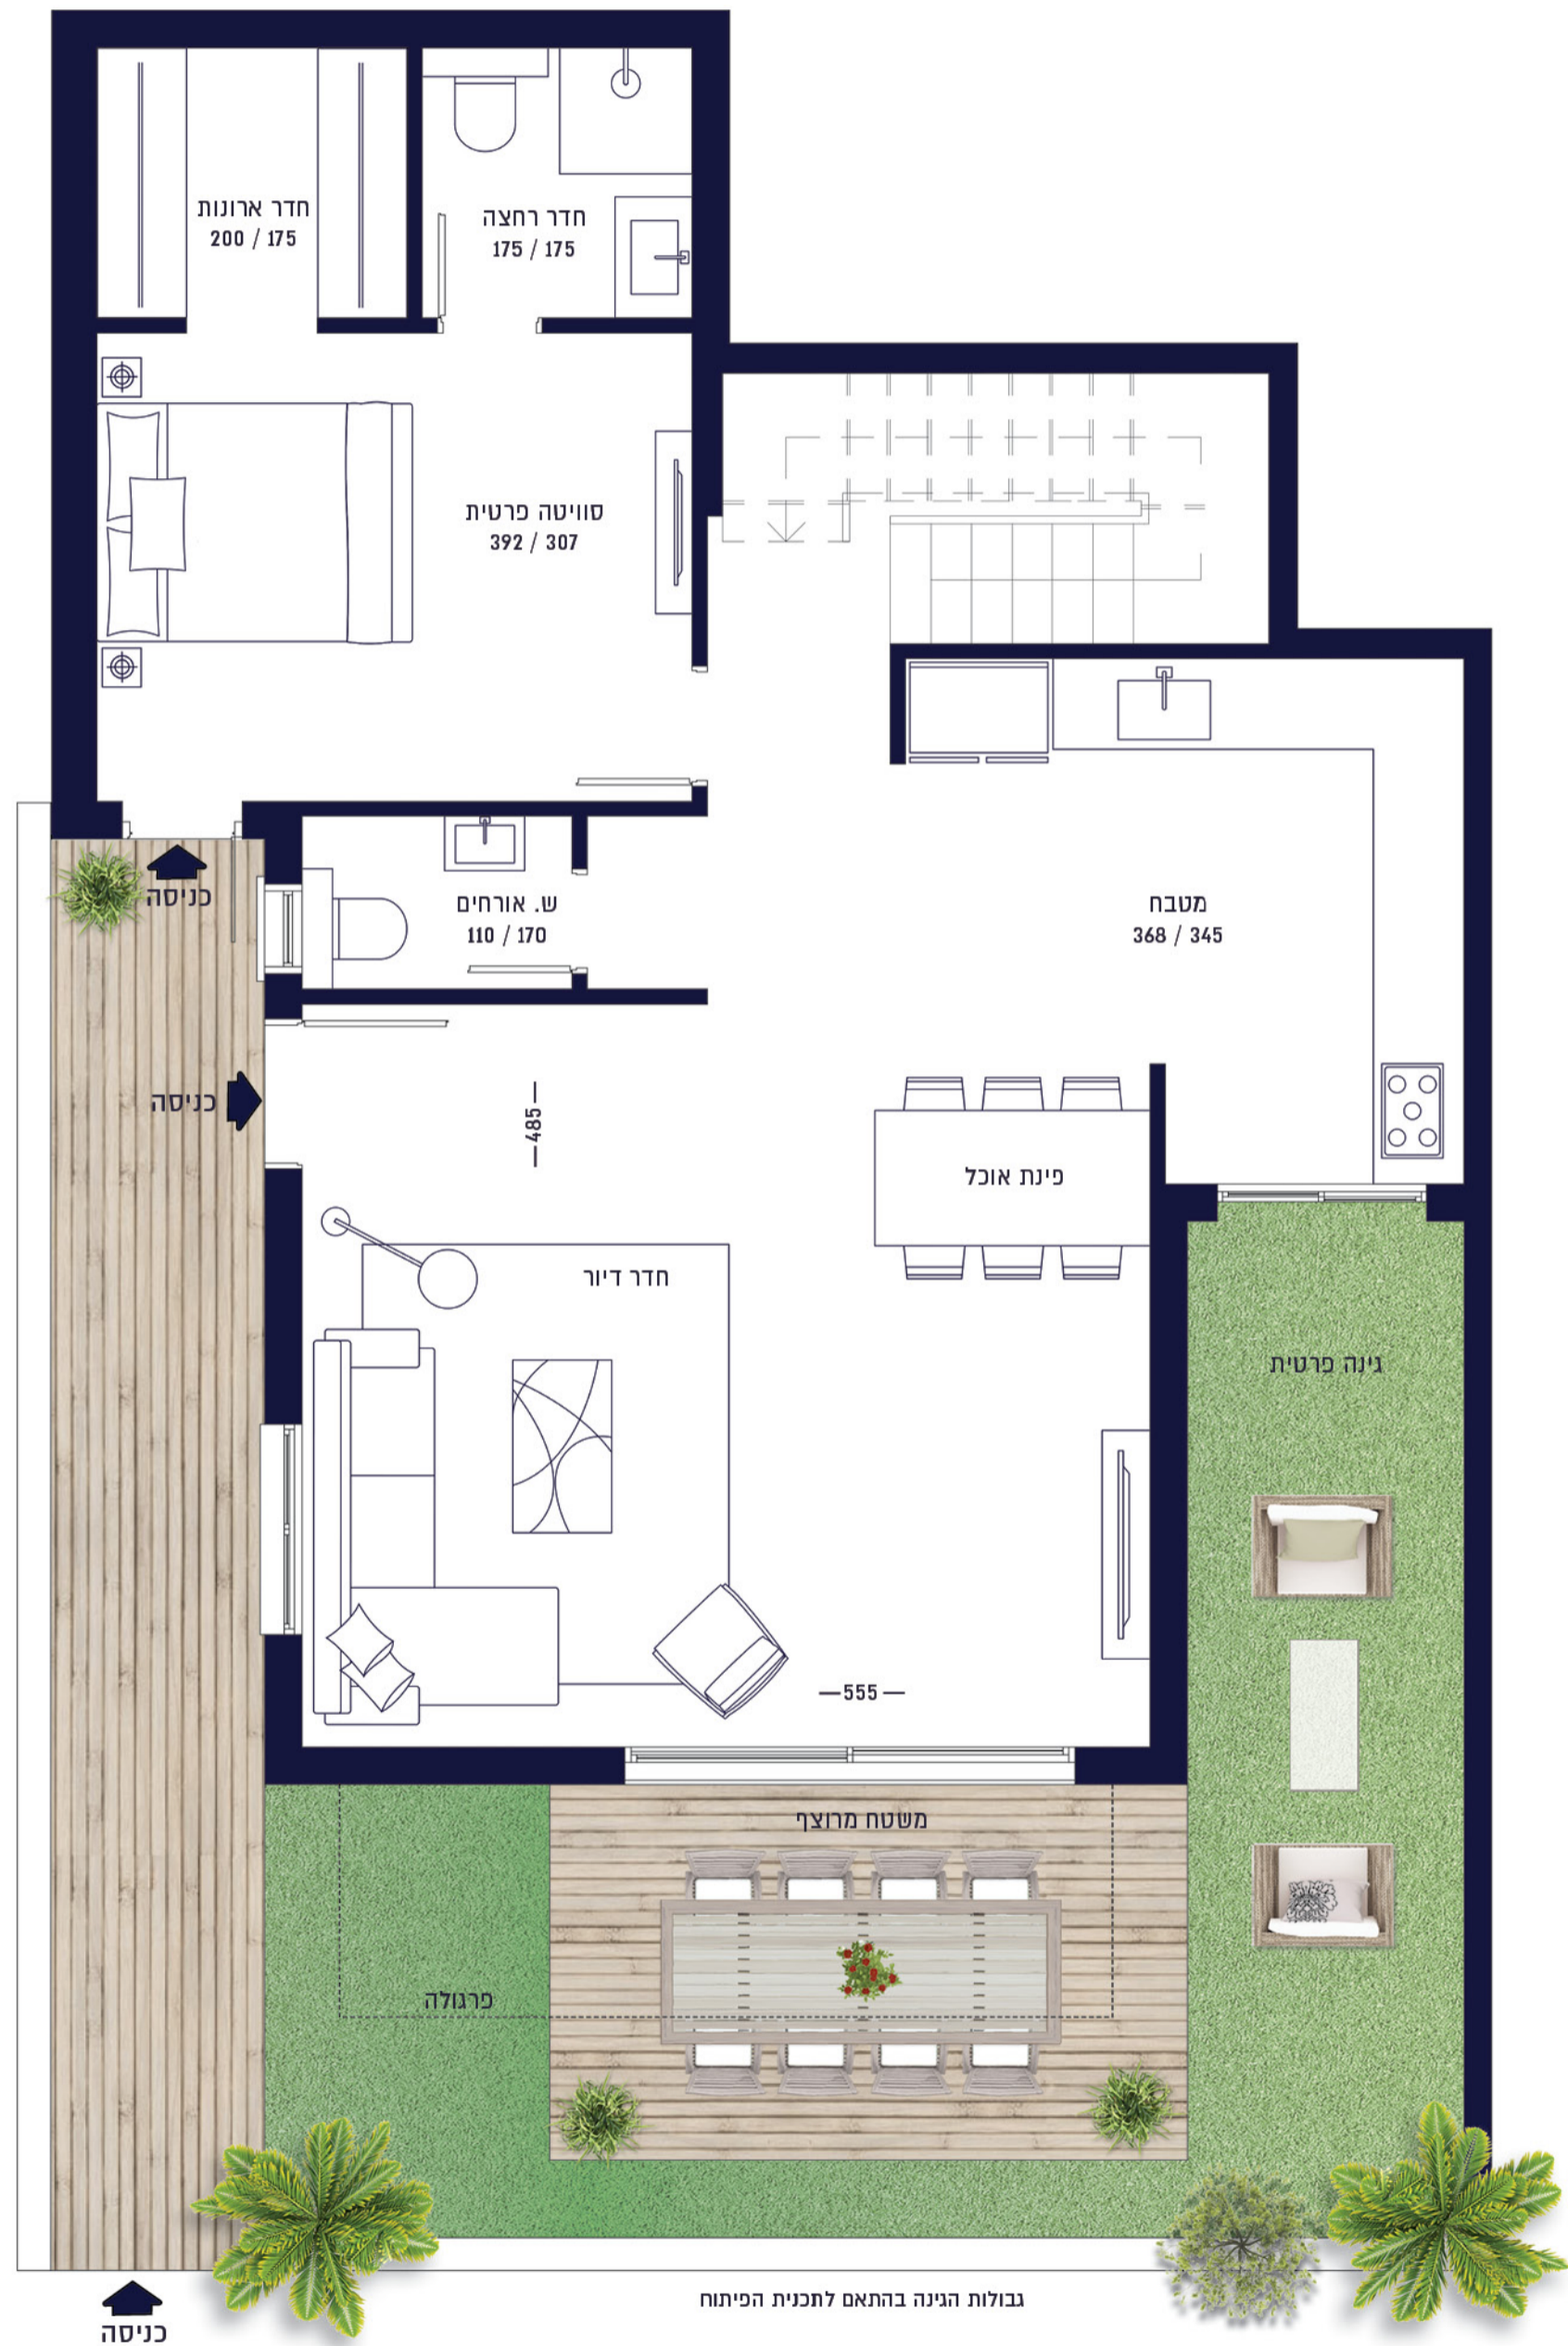 חדר ארונות
200 / 175
חדר רחצה
175 / 175
סוויטה פרטית
392 / 307
כניסה
ש. אורחים
110 / 170
מטבח
368 / 345
כניסה
485
פינת אוכל
חדר דיור
גינה פרטית
555
משטח מרוצף
פרגולה
גבולות הגינה בהתאם לתכנית הפיתוח
כניסה